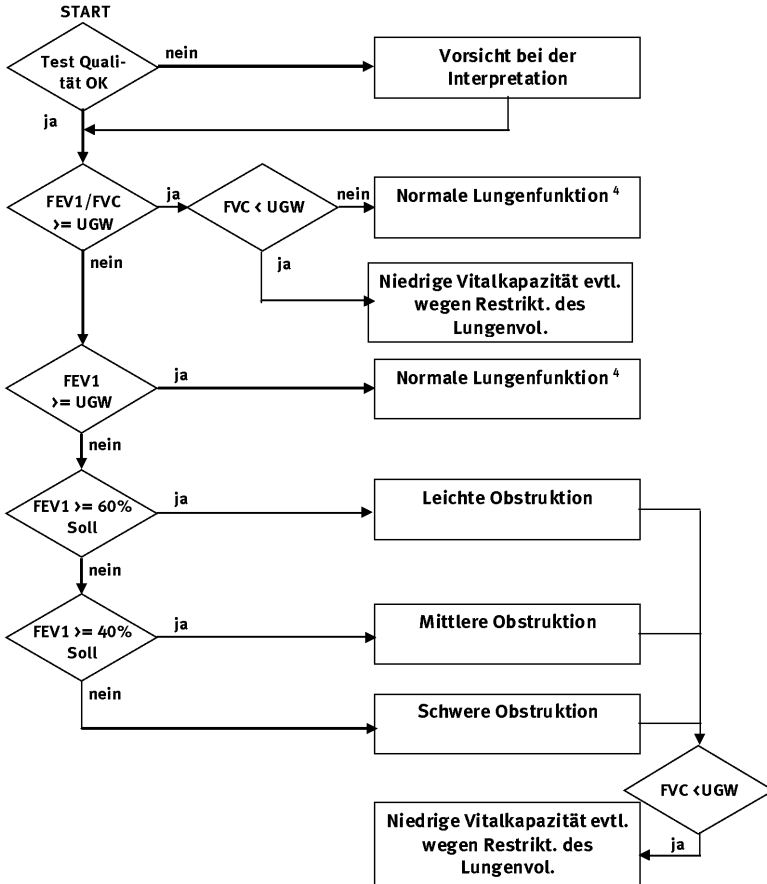 START
Test Quali-
tät OK
nein
Vorsicht bei der
Interpretation
ja
FEV1/FVC
>= UGW
ja
FVC < UGW
nein
Normale Lungenfunktion 4
nein
ja
Niedrige Vitalkapazität evtl.
wegen Restrikt. des
Lungenvol.
FEV1
>= UGW
ja
Normale Lungenfunktion 4
nein
FEV1 >= 60%
Soll
ja
Leichte Obstruktion
nein
FEV1 >= 40%
Soll
ja
Mittlere Obstruktion
nein
Schwere Obstruktion
FVC <UGW
ja
Niedrige Vitalkapazität evtl.
wegen Restrikt. des
Lungenvol.